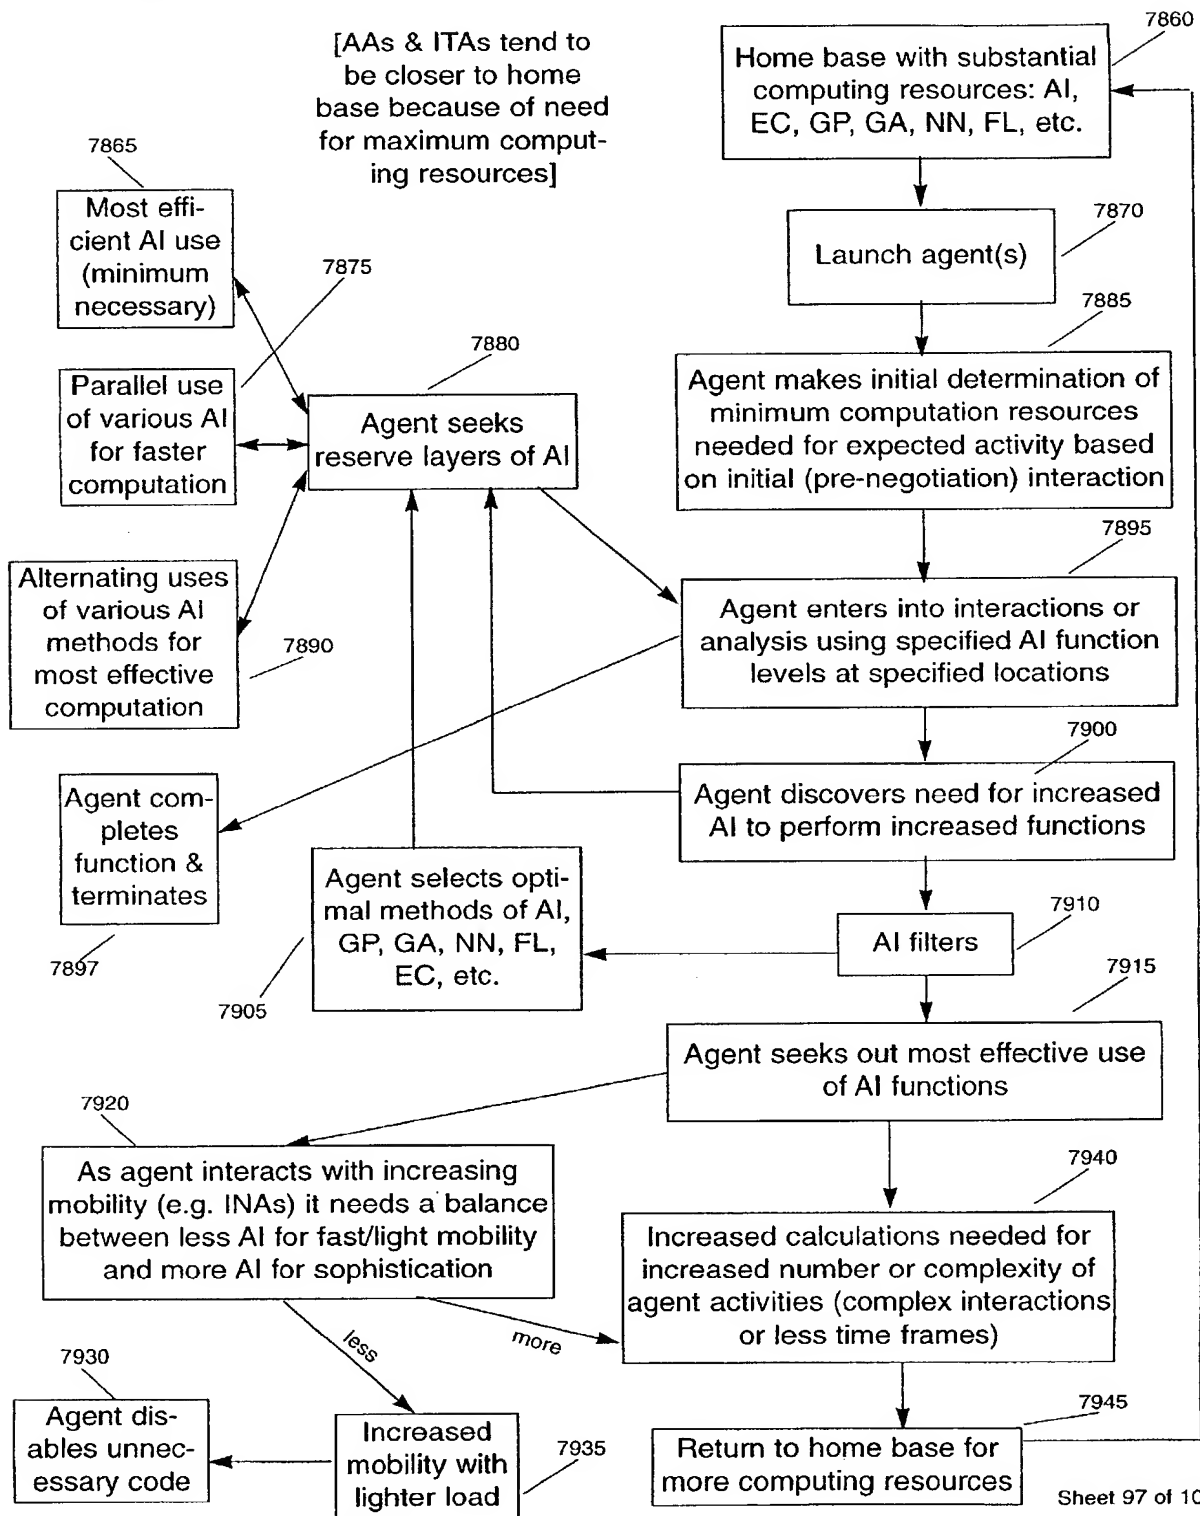 [AAs & ITAs tend to
be closer to home
base because of need
for maximum comput-
ing resources]
7860
Home base with substantial
computing resources: AI,
EC, GP, GA, NN, FL, etc.
7865
Most effi-
cient AI use
(minimum
necessary)
7870
Launch agent(s)
7875
Parallel use
of various AI
for faster
computation
7880
Agent seeks
reserve layers of AI
7885
Agent makes initial determination of
minimum computation resources
needed for expected activity based
on initial (pre-negotiation) interaction
Alternating uses
of various AI
methods for
most effective
computation
7890
7895
Agent enters into interactions or
analysis using specified AI function
levels at specified locations
Agent com-
pletes
function &
terminates
7897
7900
Agent discovers need for increased
AI to perform increased functions
Agent selects opti-
mal methods of AI,
GP, GA, NN, FL,
EC, etc.
7905
7910
AI filters
7915
Agent seeks out most effective use
of AI functions
7920
As agent interacts with increasing
mobility (e.g. INAs) it needs a balance
between less AI for fast/light mobility
and more AI for sophistication
less
more
7940
Increased calculations needed for
increased number or complexity of
agent activities (complex interactions
or less time frames)
7930
Agent dis-
ables unnec-
essary code
Increased
mobility with
lighter load
7935
7945
Return to home base for
more computing resources
Sheet 97 of 10